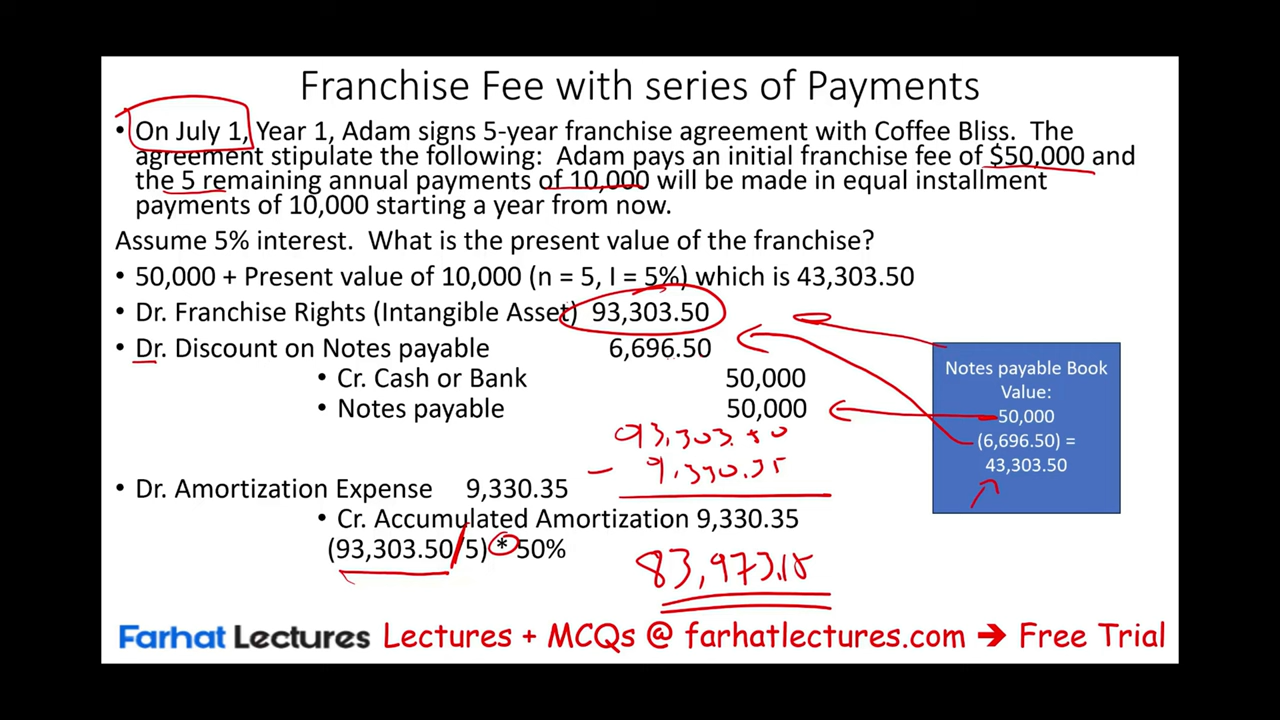 Franchise Fee with series of Payments
• On July 1, Year 1, Adam signs 5-year franchise agreement with Coffee Bliss. The
agreement stipulate the following: Adam pays an initial franchise fee of $50,000 and
the 5 remaining annual payments of 10,000 will be made in equal installment
payments of 10,000 starting a year from now.
Assume 5% interest. What is the present value of the franchise?
• 50,000 + Present value of 10,000 (n = 5, I = 5%) which is 43,303.50
• Dr. Franchise Rights (Intangible Asset) 93,303.50
• Dr. Discount on Notes payable 6,696.50
• Cr. Cash or Bank 50,000
• Notes payable 50,000
Notes payable Book
Value:
50,000
(6,696.50) =
43,303.50
93,303.50
- 9,330.35
• Dr. Amortization Expense 9,330.35
• Cr. Accumulated Amortization 9,330.35
(93,303.50/5) * 50%
83,973.15
Farhat Lectures Lectures + MCQs @ farhatlectures.com → Free Trial